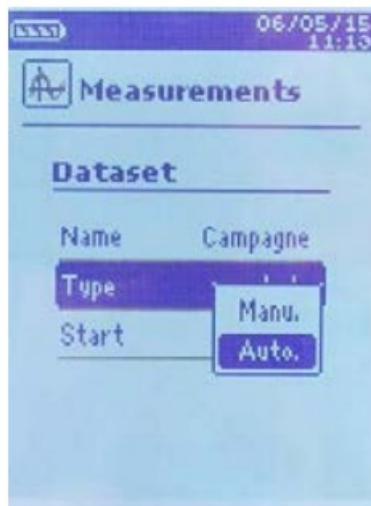 06/05/15
11:13
Measurements
Dataset
Name Campagne
Type
Manu.
Start
Auto.